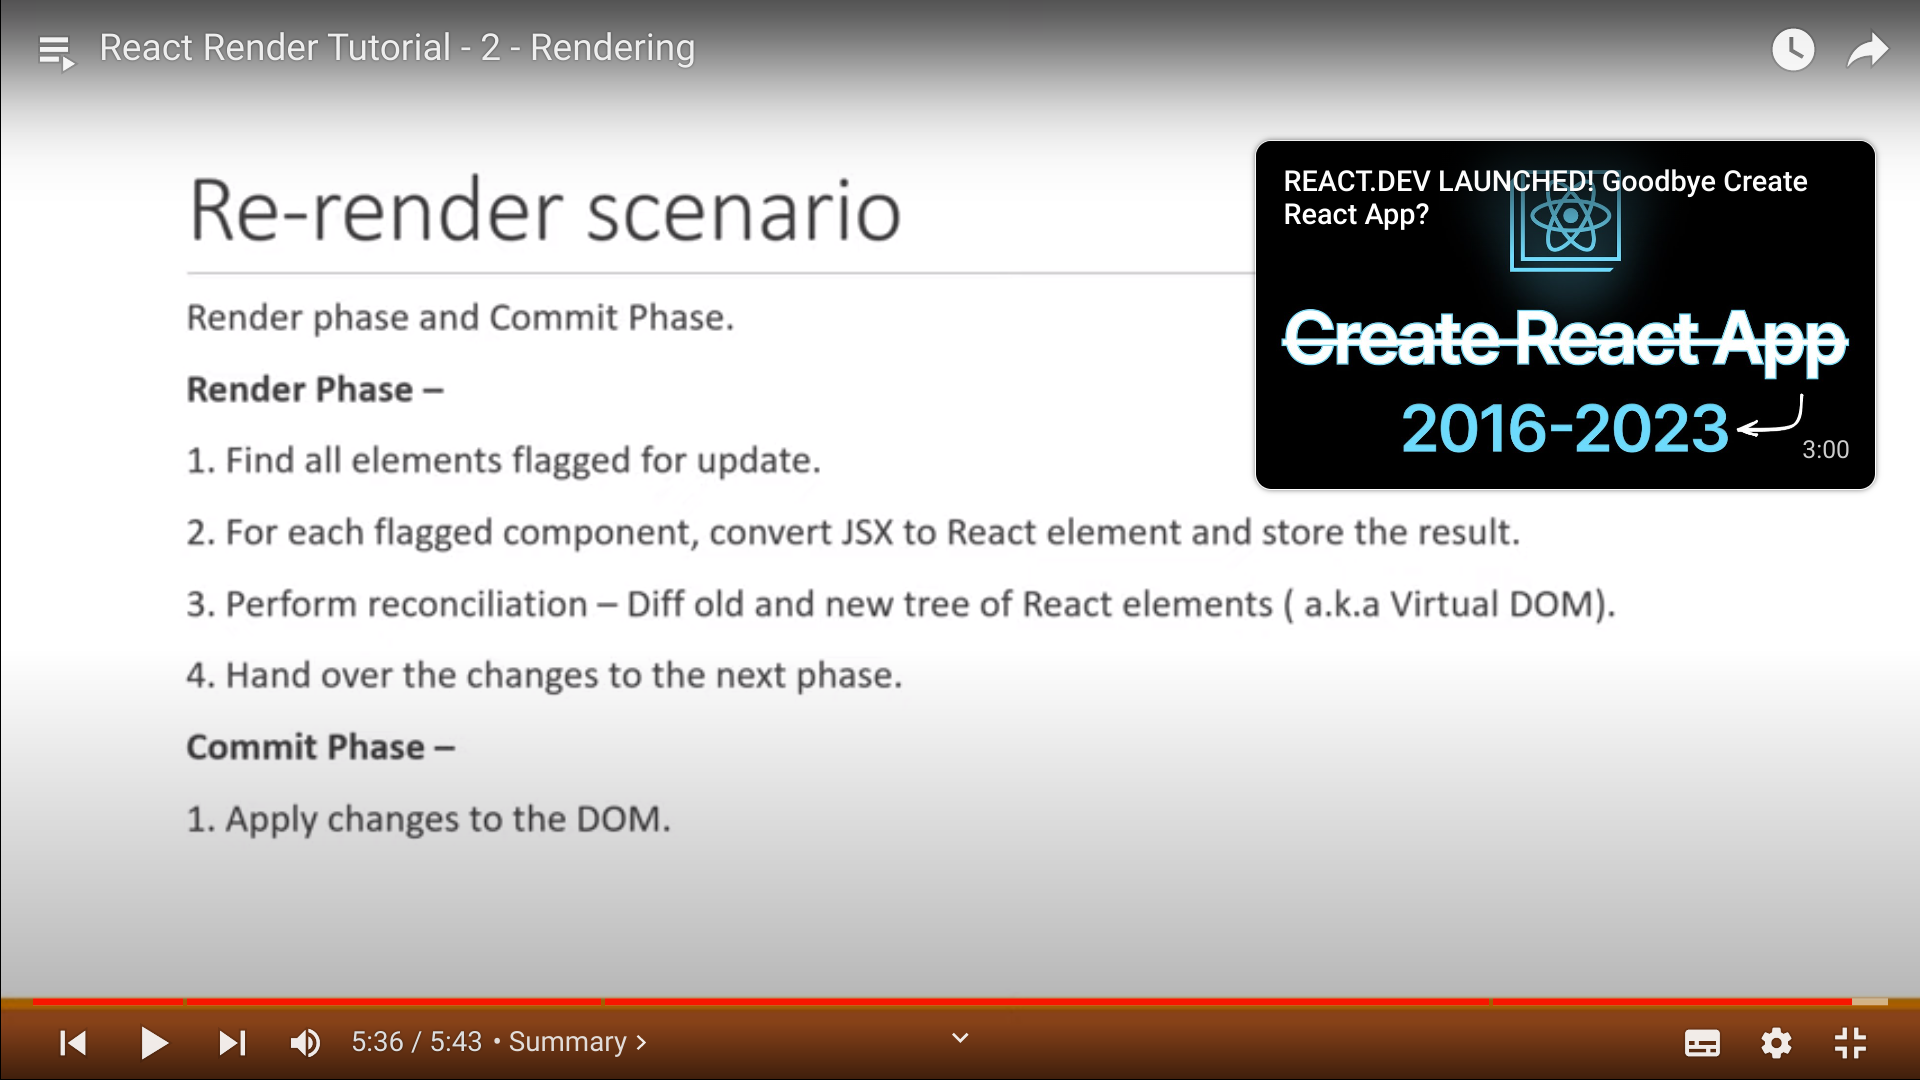 React Render Tutorial - 2 - Rendering
Re-render scenario
Render phase and Commit Phase.
Render Phase –
1. Find all elements flagged for update.
2. For each flagged component, convert JSX to React element and store the result.
3. Perform reconciliation – Diff old and new tree of React elements ( a.k.a Virtual DOM).
4. Hand over the changes to the next phase.
Commit Phase –
1. Apply changes to the DOM.
REACT.DEV LAUNCHED! Goodbye Create
React App?
Create React App
2016-2023
3:00
5:36 / 5:43 • Summary